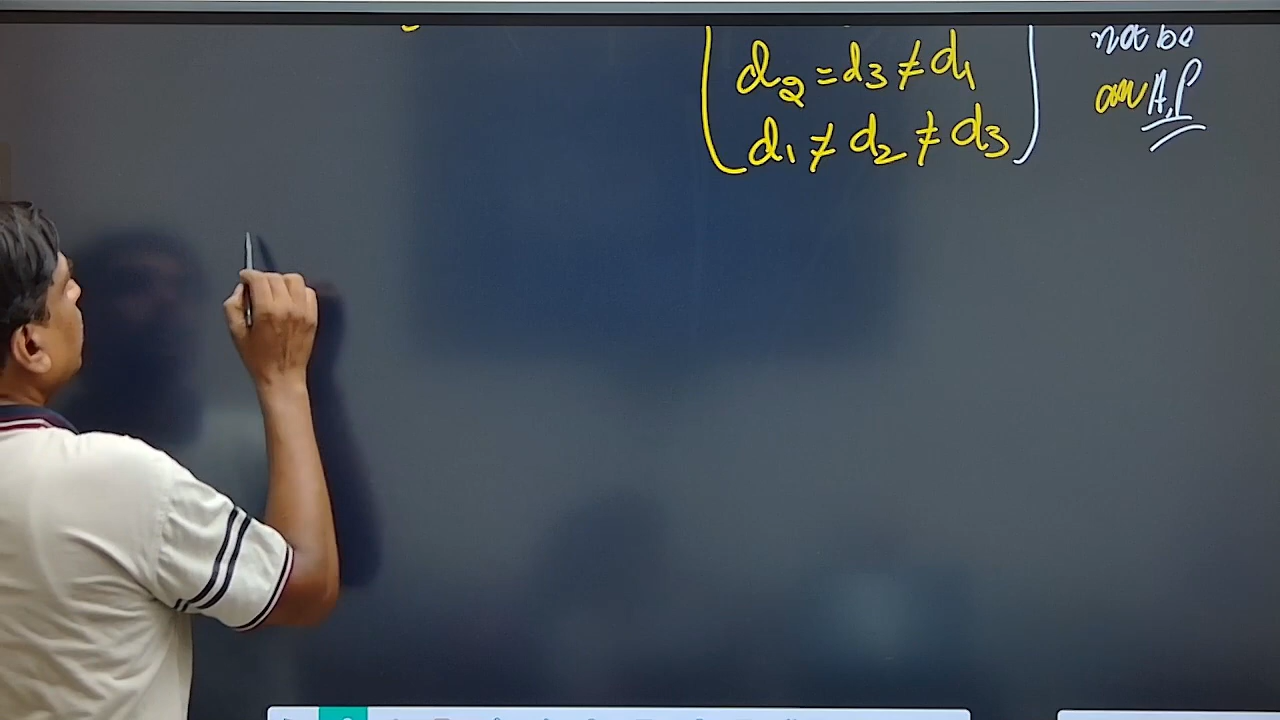 d₂ = d₃ ≠ d₁
d₁ ≠ d₂ ≠ d₃
not be
an A.P